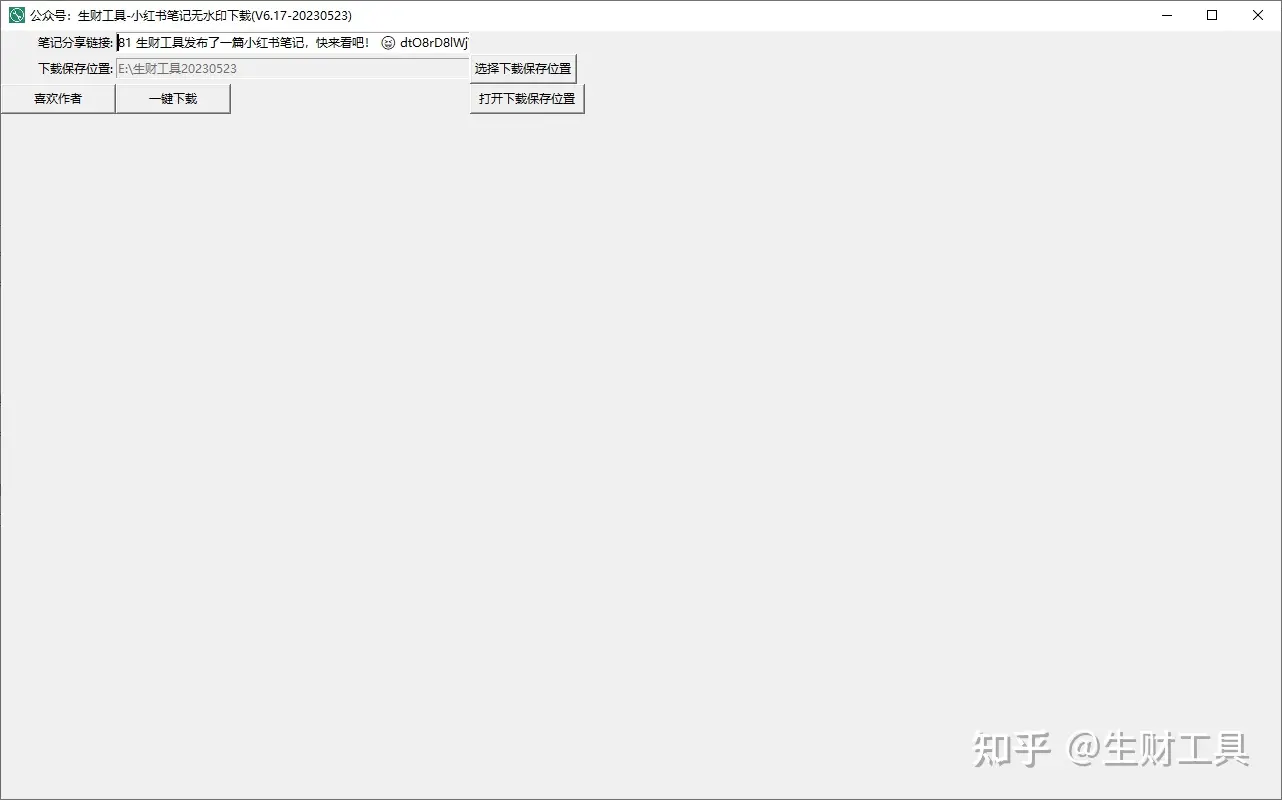 公众号：生财工具-小红书笔记无水印下载(V6.17-20230523)
笔记分享链接: 81 生财工具发布了一篇小红书笔记，快来看吧！ 😆 dtO8rD8lWj
下载保存位置: E:\生财工具20230523 选择下载保存位置
喜欢作者 一键下载 打开下载保存位置
知乎 @生财工具